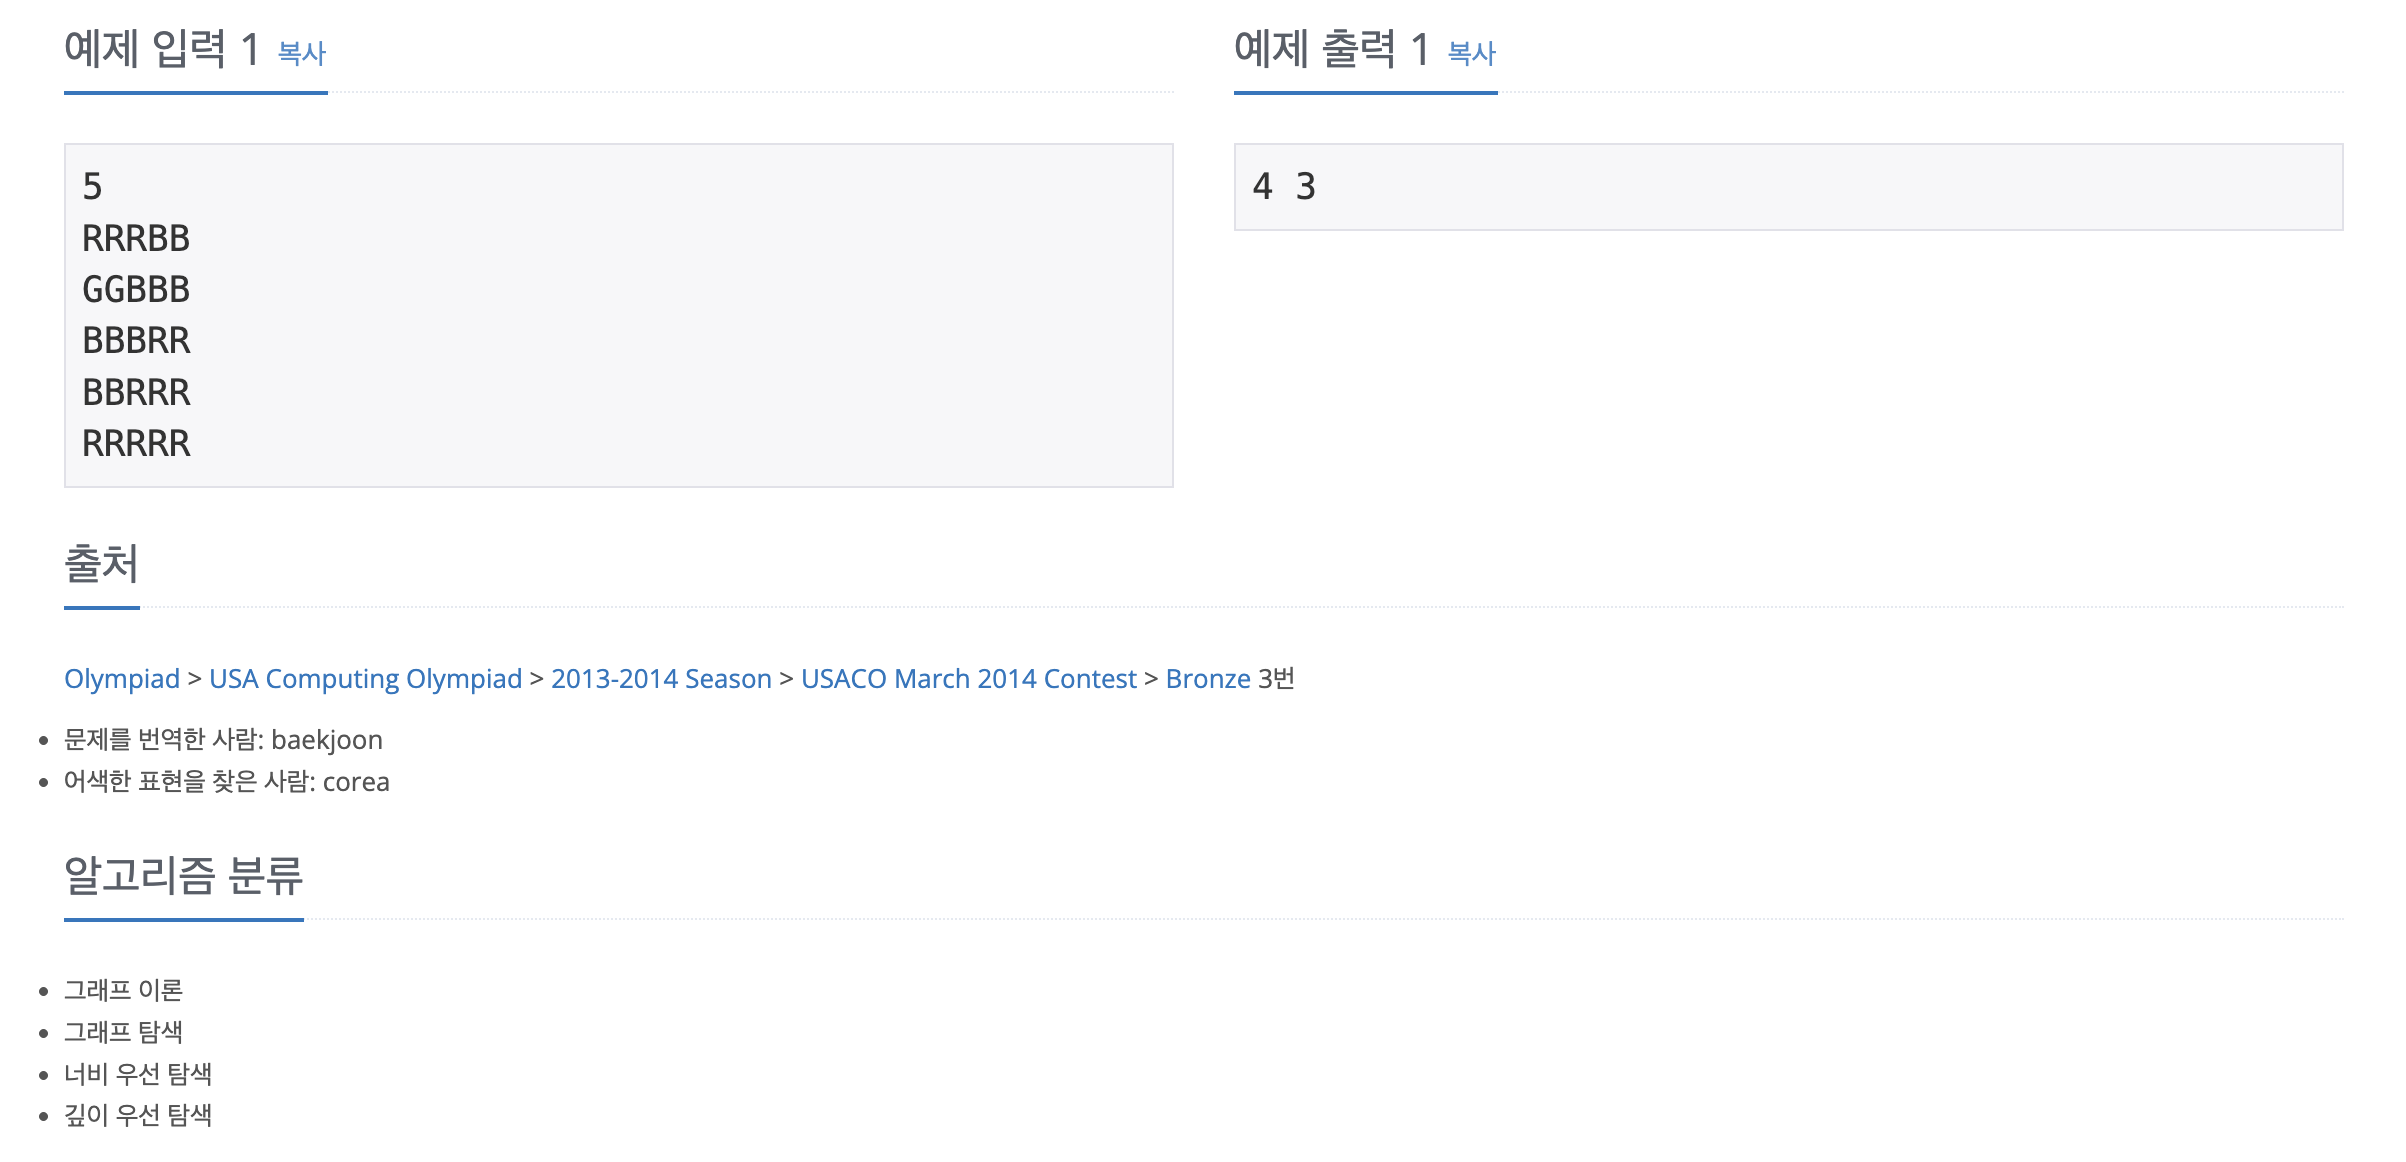 예제 입력 1 복사
5
RRRBB
GGBBB
BBBRR
BBRRR
RRRRR
예제 출력 1 복사
4 3
출처
Olympiad > USA Computing Olympiad > 2013-2014 Season > USACO March 2014 Contest > Bronze 3번
문제를 번역한 사람: baekjoon
어색한 표현을 찾은 사람: corea
알고리즘 분류
그래프 이론
그래프 탐색
너비 우선 탐색
깊이 우선 탐색